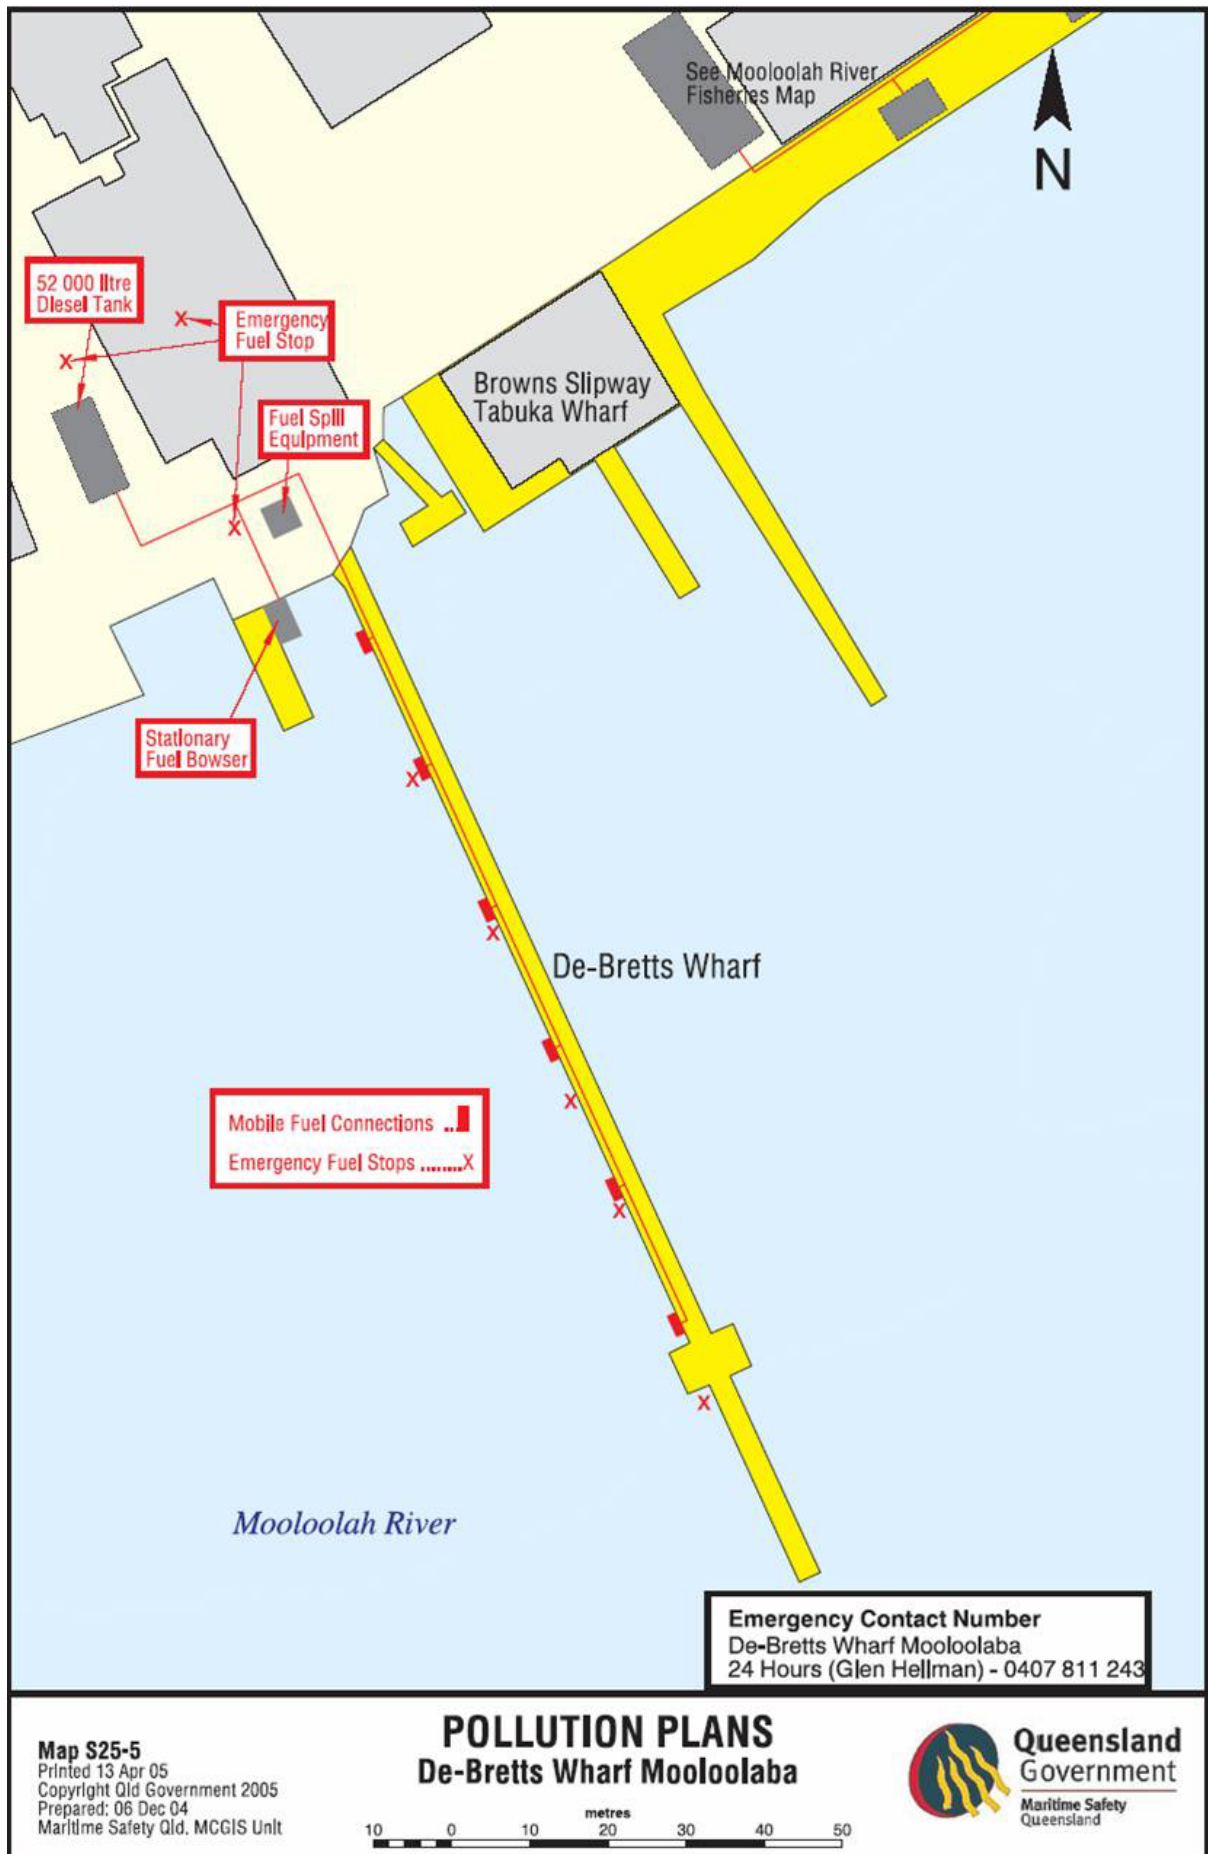 See Mooloolah River
Fisheries Map
N
52 000 litre
Diesel Tank
X
Emergency
Fuel Stop
X
Browns Slipway
Tabuka Wharf
Fuel Spill
Equipment
X
Stationary
Fuel Bowser
X
X
De-Bretts Wharf
X
Mobile Fuel Connections ...
Emergency Fuel Stops ........X
X
X
Mooloolah River
Emergency Contact Number
De-Bretts Wharf Mooloolaba
24 Hours (Glen Hellman) - 0407 811 243
Map S25-5
Printed 13 Apr 05
Copyright Qld Government 2005
Prepared: 06 Dec 04
Maritime Safety Qld. MCGIS Unit
POLLUTION PLANS
De-Bretts Wharf Mooloolaba
metres
10 0 10 20 30 40 50
Queensland
Government
Maritime Safety
Queensland